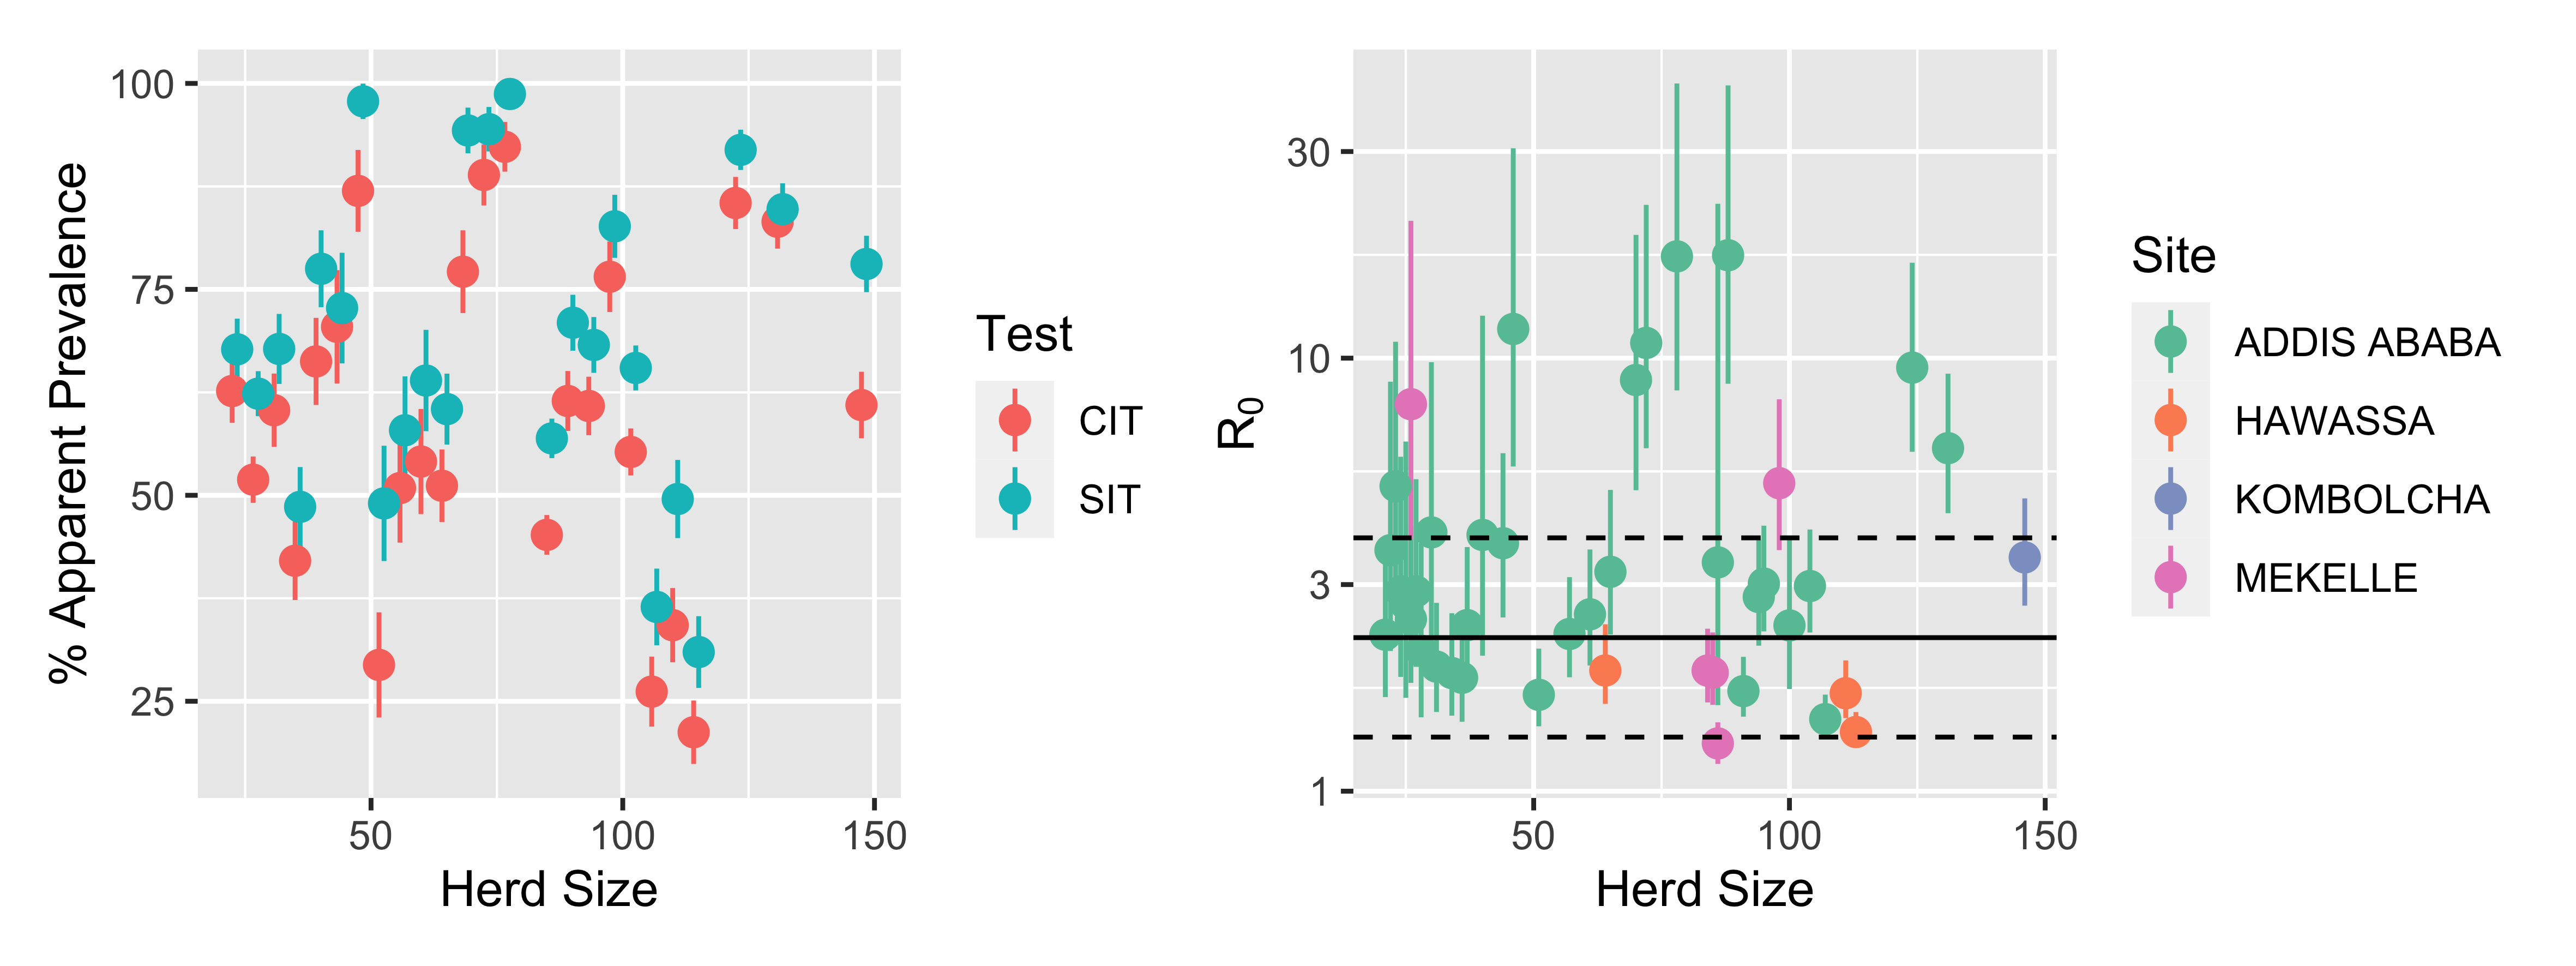 % Apparent Prevalence
100
75
50
25
50 100 150
Herd Size
Test
CIT
SIT
R0
30
10
3
1
50 100 150
Herd Size
Site
ADDIS ABABA
HAWASSA
KOMBOLCHA
MEKELLE